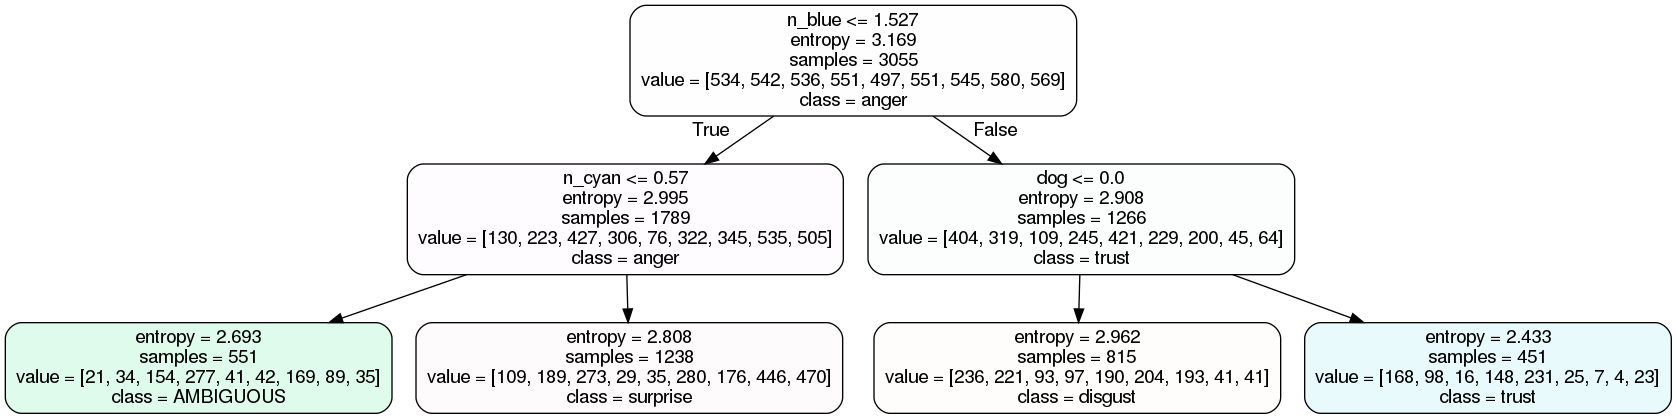 n_blue <= 1.527
entropy = 3.169
samples = 3055
value = [534, 542, 536, 551, 497, 551, 545, 580, 569]
class = anger
True
False
n_cyan <= 0.57
entropy = 2.995
samples = 1789
value = [130, 223, 427, 306, 76, 322, 345, 535, 505]
class = anger
dog <= 0.0
entropy = 2.908
samples = 1266
value = [404, 319, 109, 245, 421, 229, 200, 45, 64]
class = trust
entropy = 2.693
samples = 551
value = [21, 34, 154, 277, 41, 42, 169, 89, 35]
class = AMBIGUOUS
entropy = 2.808
samples = 1238
value = [109, 189, 273, 29, 35, 280, 176, 446, 470]
class = surprise
entropy = 2.962
samples = 815
value = [236, 221, 93, 97, 190, 204, 193, 41, 41]
class = disgust
entropy = 2.433
samples = 451
value = [168, 98, 16, 148, 231, 25, 7, 4, 23]
class = trust